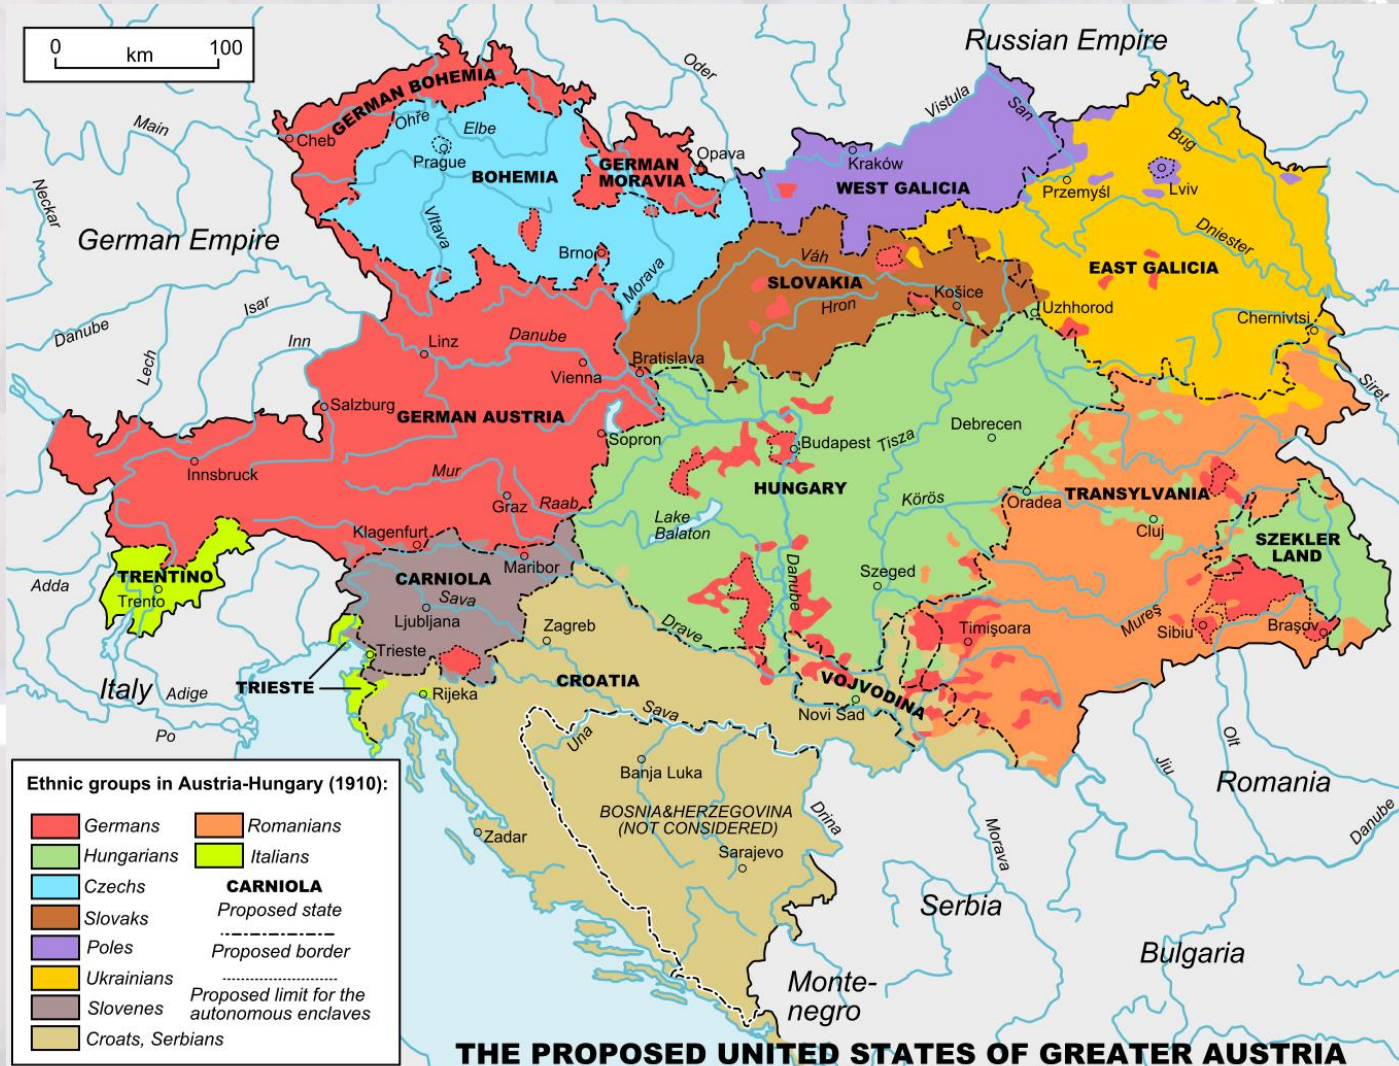 0
100
km
Russian Empire
Oder
Vistula
San
Main
GERMAN BOHEMIA
Cheb
Ohře
Elbe
Prague
BOHEMIA
GERMAN
MORAVIA
Opava
Kraków
WEST GALICIA
Bug
Przemyśl
Lviv
Neckar
German Empire
Vltava
Brno
Morava
Váh
SLOVAKIA
Hron
Košice
Dniester
EAST GALICIA
Uzhhorod
Chernivtsi
Siret
Danube
Isar
Lech
Inn
Linz
Danube
Vienna
Bratislava
Salzburg
GERMAN AUSTRIA
Sopron
Budapest
Tisza
Debrecen
Innsbruck
Mur
Graz
Raab
HUNGARY
Körös
Oradea
TRANSYLVANIA
Cluj
Lake
Balaton
SZEKLER
LAND
Klagenfurt
Maribor
Adda
TRENTINO
Trento
CARNIOLA
Sava
Ljubljana
Danube
Szeged
Drave
Zagreb
Timișoara
Mureș
Sibiu
Brașov
Trieste
TRIESTE
Italy
Adige
Po
Rijeka
CROATIA
Sava
VOJVODINA
Novi Sad
Una
Banja Luka
BOSNIA&HERZEGOVINA
(NOT CONSIDERED)
Sarajevo
Drina
Zadar
Jiu
Olt
Romania
Danube
Morava
Serbia
Bulgaria
Monte-
negro
Ethnic groups in Austria-Hungary (1910):
Germans
Hungarians
Czechs
Slovaks
Poles
Ukrainians
Slovenes
Croats, Serbians
Romanians
Italians
CARNIOLA
Proposed state
Proposed border
Proposed limit for the
autonomous enclaves
THE PROPOSED UNITED STATES OF GREATER AUSTRIA